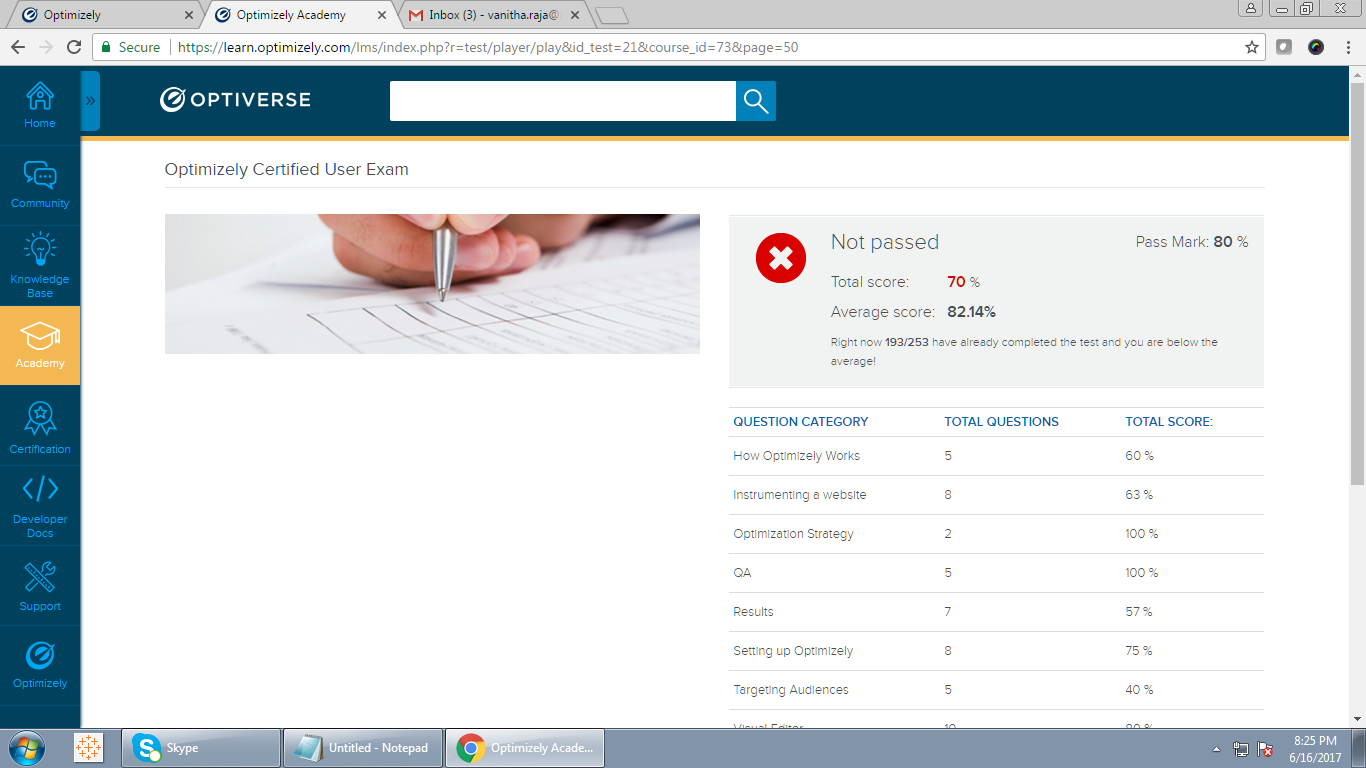 Optimizely
Optimizely Academy
Inbox (3) - vanitha.raja@
Secure
https://learn.optimizely.com/lms/index.php?r=test/player/play&id_test=21&course_id=73&page=50
Home
»
OPTIVERSE
Community
Knowledge
Base
Academy
Certification
Developer
Docs
Support
Optimizely
Optimizely Certified User Exam
Not passed
Pass Mark: 80 %
Total score: 70 %
Average score: 82.14%
Right now 193/253 have already completed the test and you are below the
average!
QUESTION CATEGORY TOTAL QUESTIONS TOTAL SCORE:
How Optimizely Works 5 60 %
Instrumenting a website 8 63 %
Optimization Strategy 2 100 %
QA 5 100 %
Results 7 57 %
Setting up Optimizely 8 75 %
Targeting Audiences 5 40 %
Visual Editor 10 80 %
Skype
Untitled - Notepad
Optimizely Acade...
8:25 PM
6/16/2017